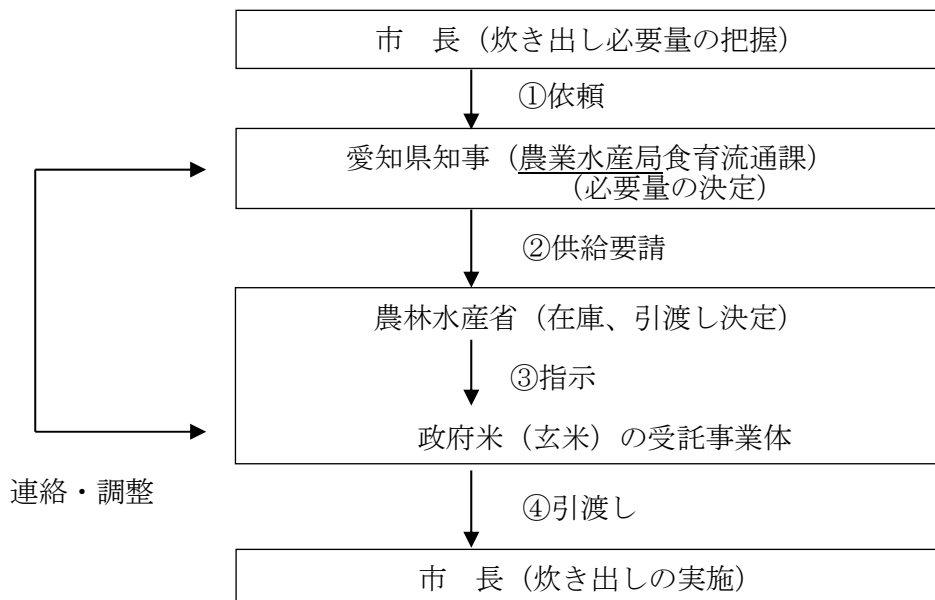 市　長（炊き出し必要量の把握）
①依頼
愛知県知事（農業水産局食育流通課）
（必要量の決定）
②供給要請
農林水産省（在庫、引渡し決定）
③指示
政府米（玄米）の受託事業体
連絡・調整
④引渡し
市　長（炊き出しの実施）